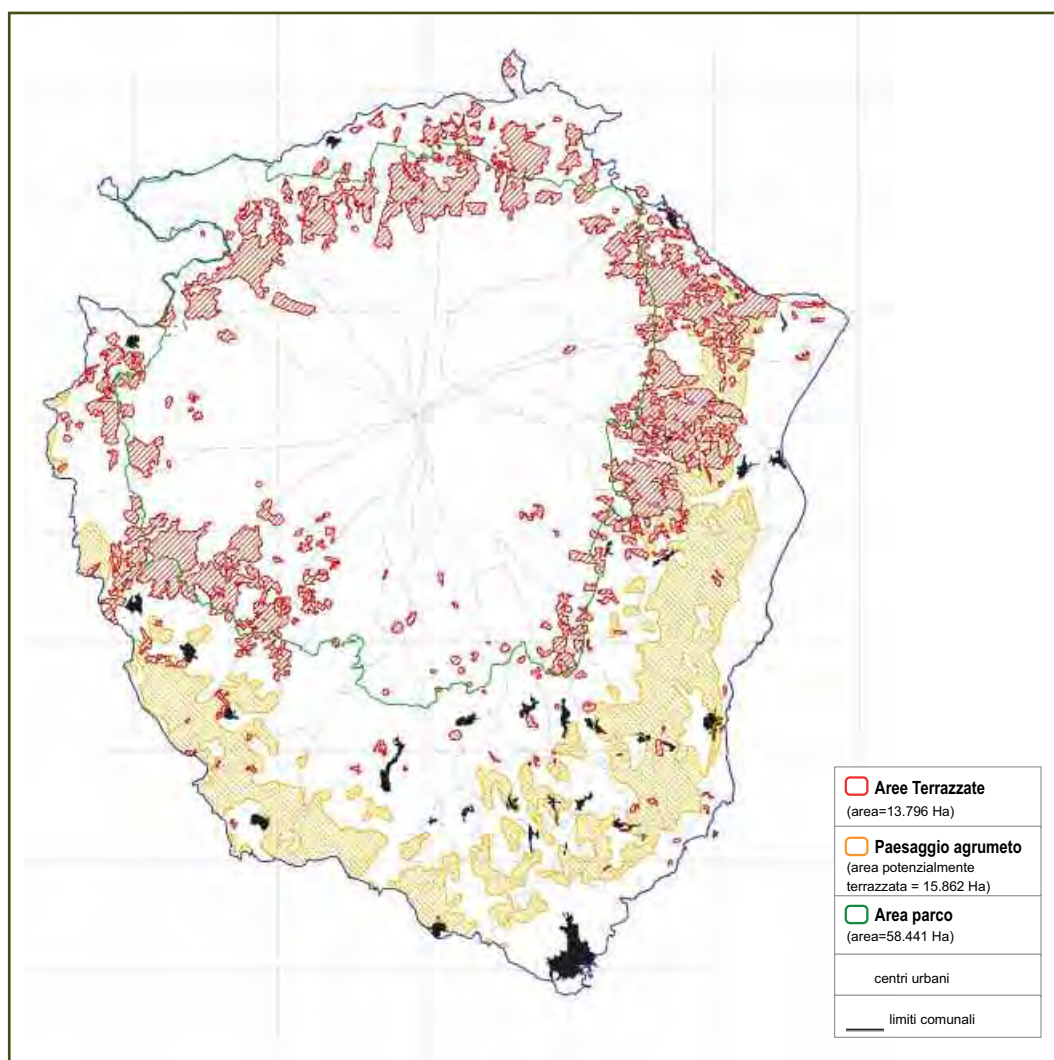 Aree Terrazzate
(area=13.796 Ha)
Paesaggio agrumeto
(area potenzialmente
terrazzata = 15.862 Ha)
Area parco
(area=58.441 Ha)
centri urbani
limiti comunali